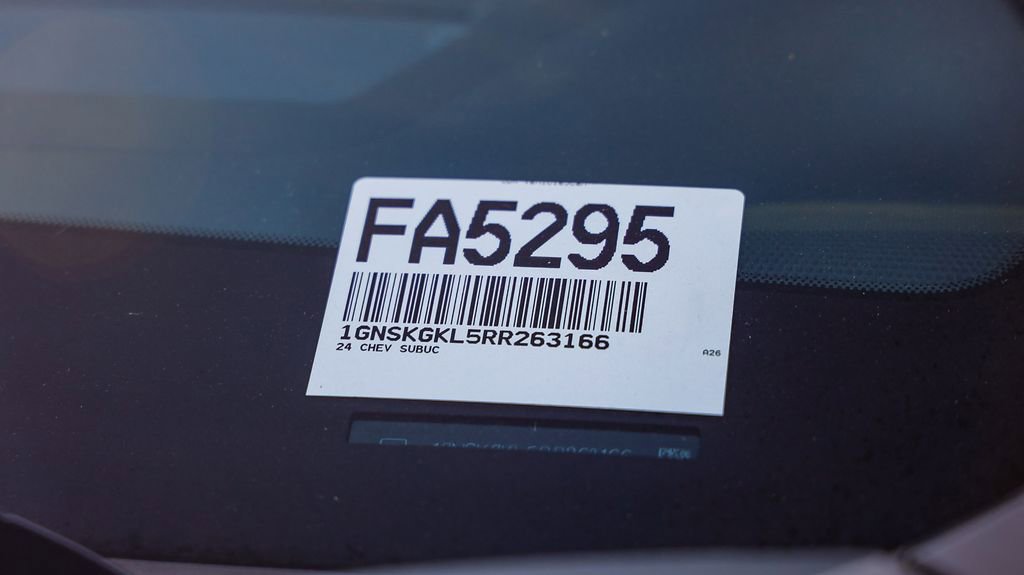 FA5295
1GNSKGKL5RR263166
24 CHEV SUBUC
A26